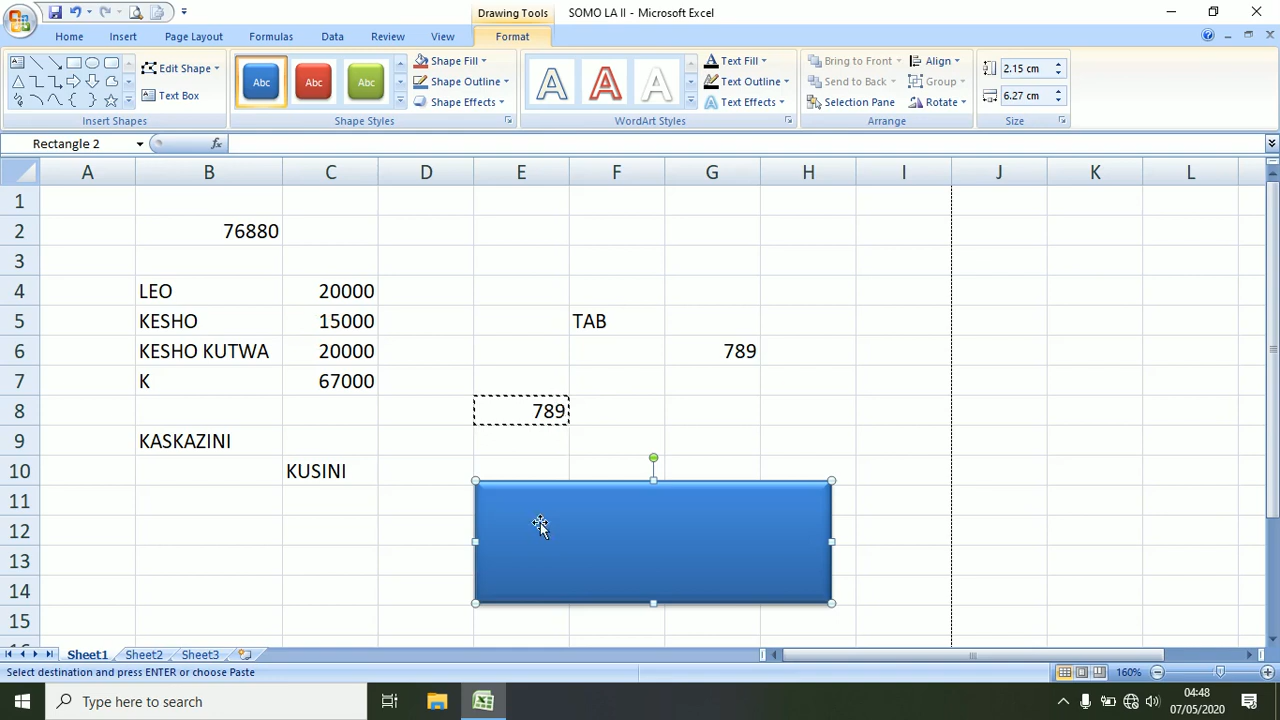 Drawing Tools
SOMO LA II - Microsoft Excel
Home Insert Page Layout Formulas Data Review View Format
Edit Shape
Text Box
Insert Shapes
Abc Abc Abc
Shape Fill
Shape Outline
Shape Effects
Shape Styles
A A A
Text Fill
Text Outline
Text Effects
WordArt Styles
Bring to Front
Send to Back
Selection Pane
Align
Group
Rotate
Arrange
2.15 cm
6.27 cm
Size
Rectangle 2
fx
A B C D E F G H I J K L
1
2 76880
3
4 LEO 20000
5 KESHO 15000 TAB
6 KESHO KUTWA 20000 789
7 K 67000
8 789
9 KASKAZINI
10 KUSINI
11
12
13
14
15
Sheet1 Sheet2 Sheet3
Select destination and press ENTER or choose Paste
160%
Type here to search
04:48
07/05/2020